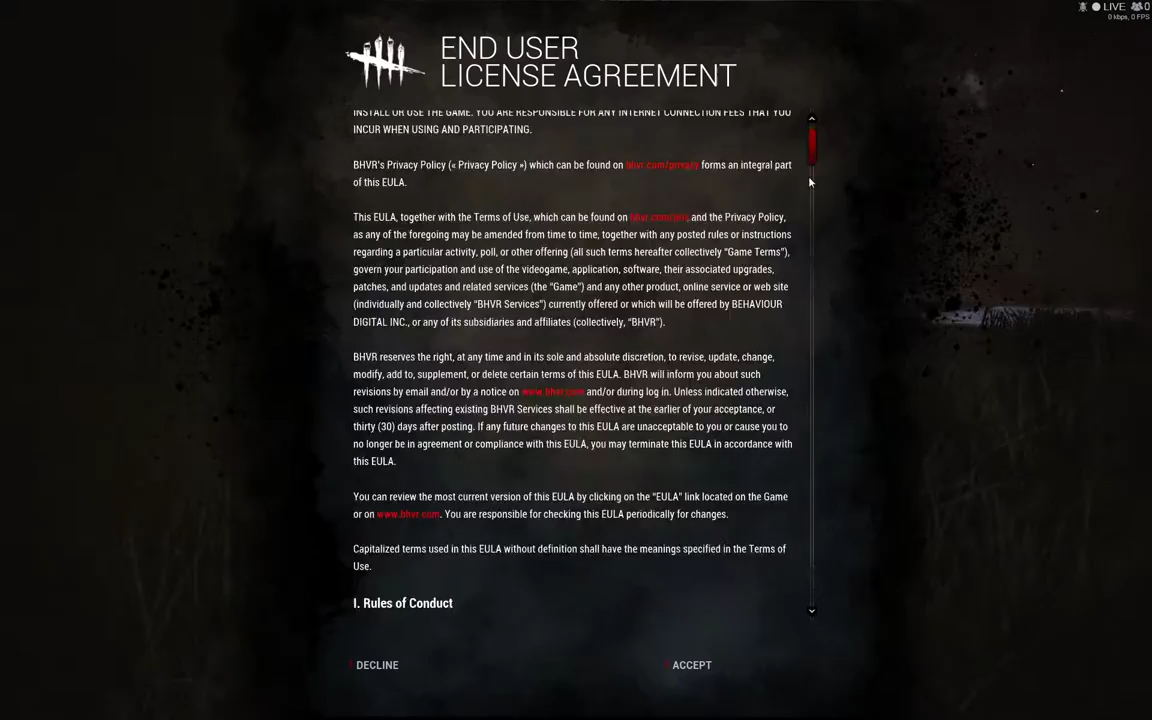 LIVE 0
0 kbps, 0 FPS
END USER
LICENSE AGREEMENT
INSTALL OR USE THE GAME. YOU ARE RESPONSIBLE FOR ANY INTERNET CONNECTION FEES THAT YOU
INCUR WHEN USING AND PARTICIPATING.
BHVR's Privacy Policy (« Privacy Policy ») which can be found on bhvr.com/privacy forms an integral part
of this EULA.
This EULA, together with the Terms of Use, which can be found on and the Privacy Policy,
as any of the foregoing may be amended from time to time, together with any posted rules or instructions
regarding a particular activity, poll, or other offering (all such terms hereafter collectively “Game Terms”),
govern your participation and use of the videogame, application, software, their associated upgrades,
patches, and updates and related services (the “Game”) and any other product, online service or web site
(individually and collectively “BHVR Services”) currently offered or which will be offered by BEHAVIOUR
DIGITAL INC., or any of its subsidiaries and affiliates (collectively, “BHVR”).
BHVR reserves the right, at any time and in its sole and absolute discretion, to revise, update, change,
modify, add to, supplement, or delete certain terms of this EULA. BHVR will inform you about such
revisions by email and/or by a notice on www.bhvr.com and/or during log in. Unless indicated otherwise,
such revisions affecting existing BHVR Services shall be effective at the earlier of your acceptance, or
thirty (30) days after posting. If any future changes to this EULA are unacceptable to you or cause you to
no longer be in agreement or compliance with this EULA, you may terminate this EULA in accordance with
this EULA.
You can review the most current version of this EULA by clicking on the “EULA” link located on the Game
or on www.bhvr.com. You are responsible for checking this EULA periodically for changes.
Capitalized terms used in this EULA without definition shall have the meanings specified in the Terms of
Use.
I. Rules of Conduct
DECLINE
ACCEPT